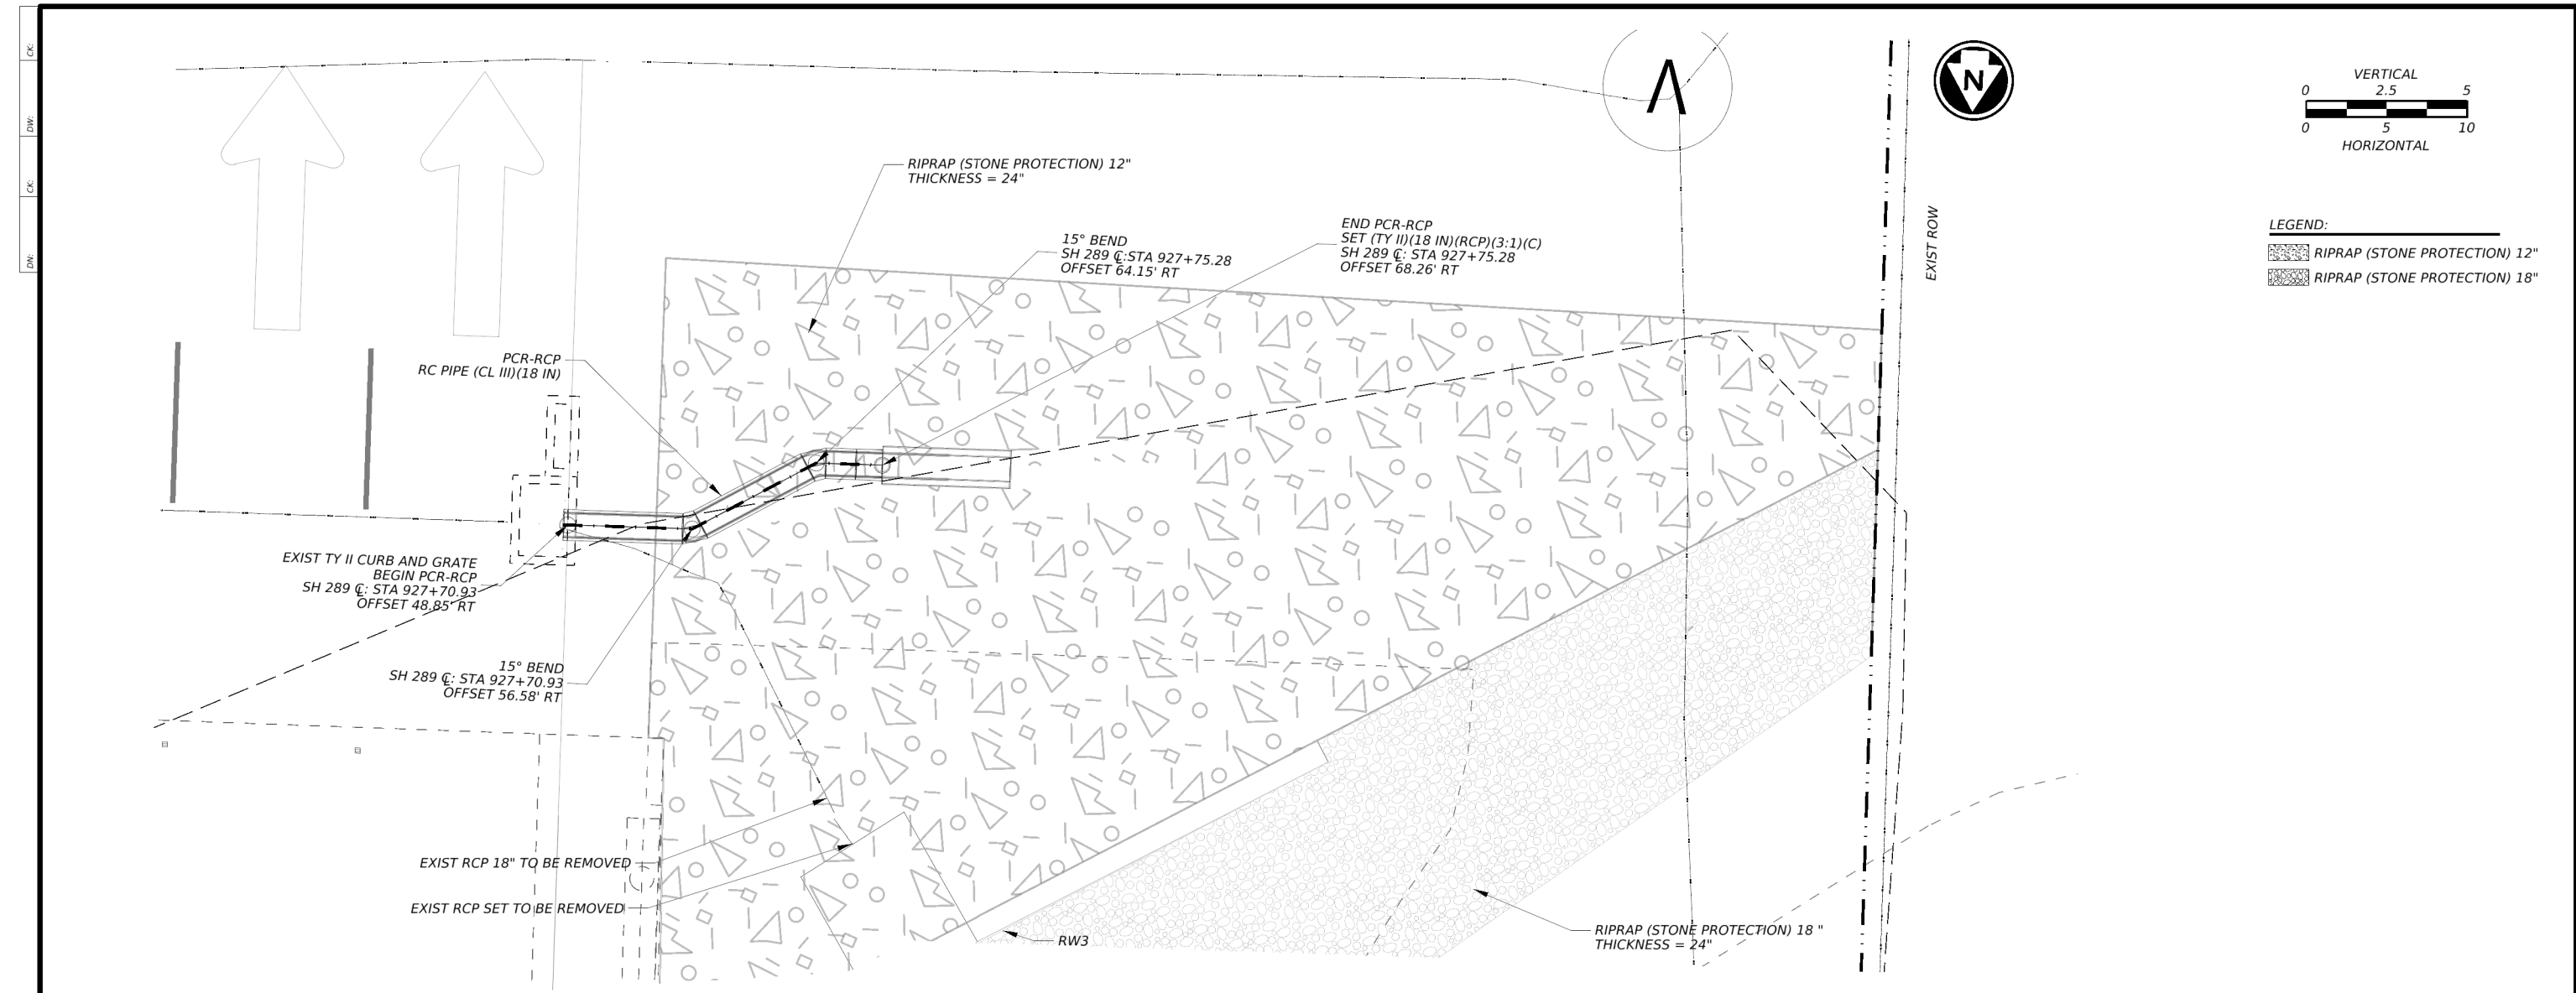 CK:
DW:
CK:
DN:
N
VERTICAL
0 2.5 5
0 5 10
HORIZONTAL
LEGEND:
RIPRAP (STONE PROTECTION) 12"
RIPRAP (STONE PROTECTION) 18"
EXIST ROW
RIPRAP (STONE PROTECTION) 12"
THICKNESS = 24"
15° BEND
SH 289 ℄:STA 927+75.28
OFFSET 64.15' RT
END PCR-RCP
SET (TY II)(18 IN)(RCP)(3:1)(C)
SH 289 ℄: STA 927+75.28
OFFSET 68.26' RT
PCR-RCP
RC PIPE (CL III)(18 IN)
EXIST TY II CURB AND GRATE
BEGIN PCR-RCP
SH 289 ℄: STA 927+70.93
OFFSET 48.85' RT
15° BEND
SH 289 ℄: STA 927+70.93
OFFSET 56.58' RT
EXIST RCP 18" TO BE REMOVED
EXIST RCP SET TO BE REMOVED
RW3
RIPRAP (STONE PROTECTION) 18 "
THICKNESS = 24"